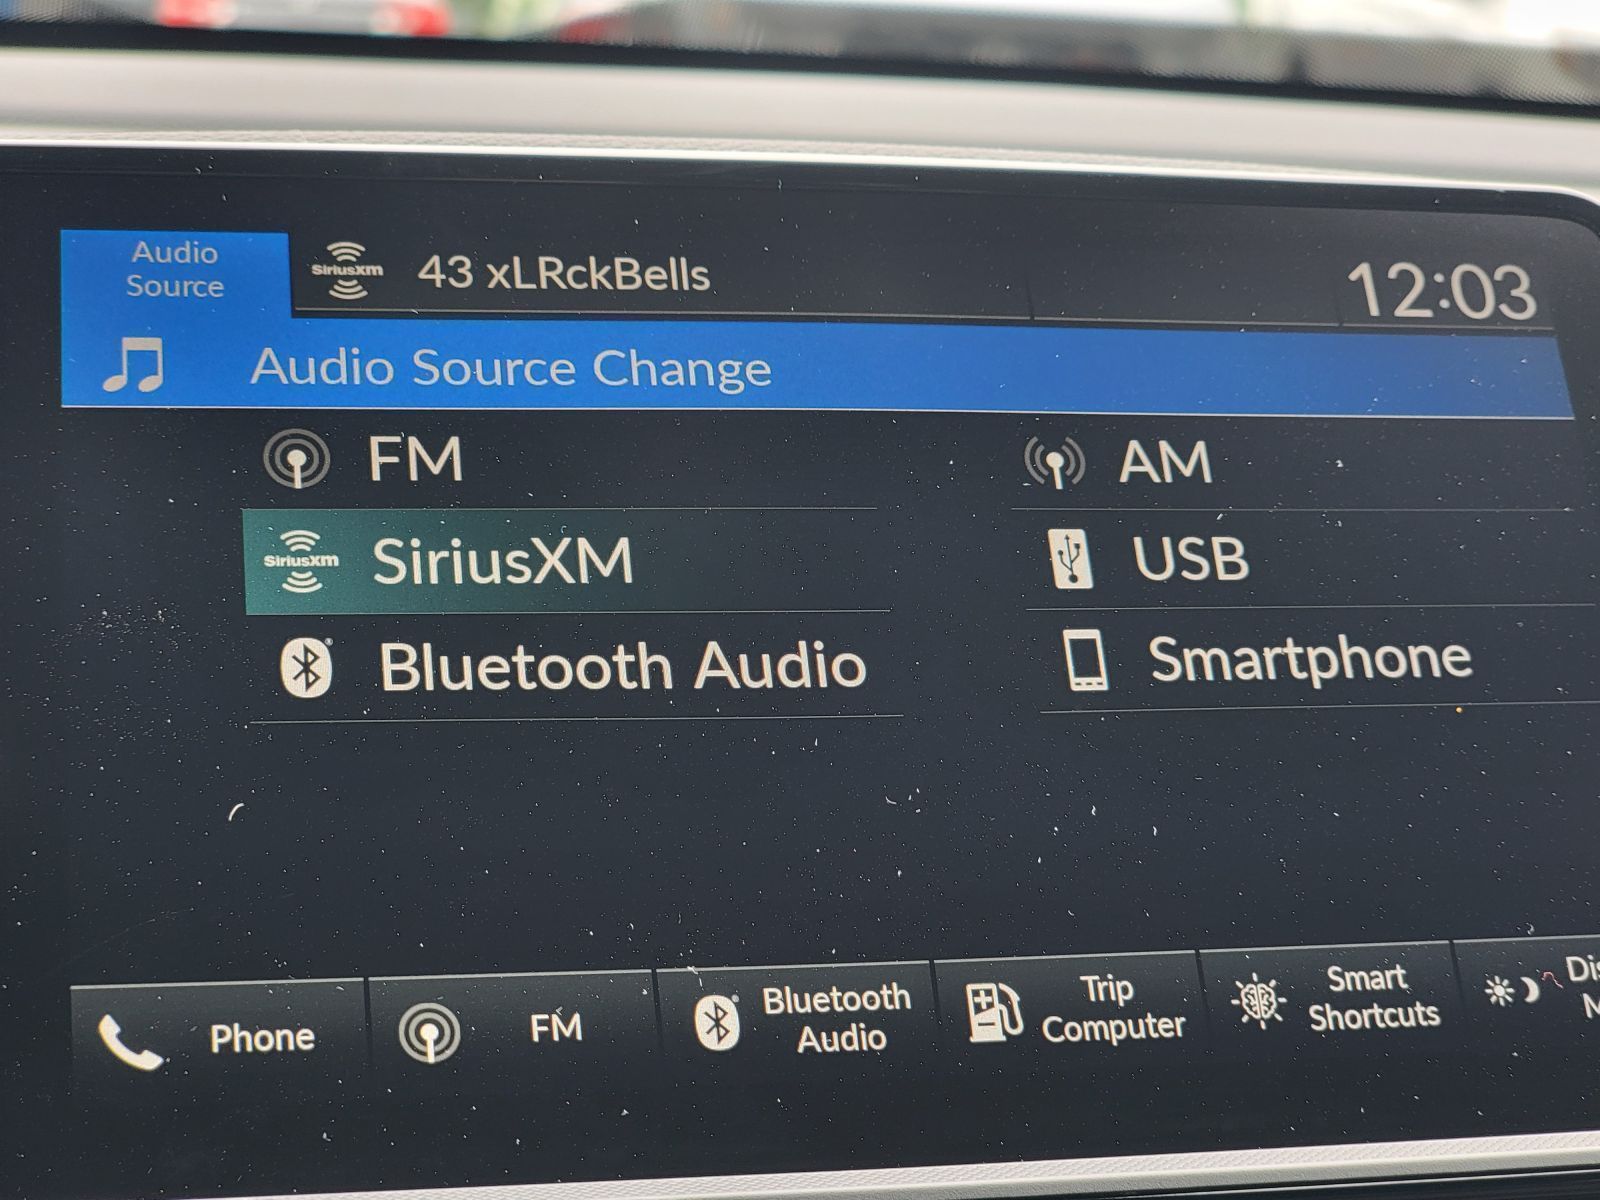 Audio
Source
SiriusXM 43 xLRckBells
12:03
Audio Source Change
FM
AM
SiriusXM SiriusXM
USB
Bluetooth Audio
Smartphone
Phone
FM
Bluetooth
Audio
Trip
Computer
Smart
Shortcuts